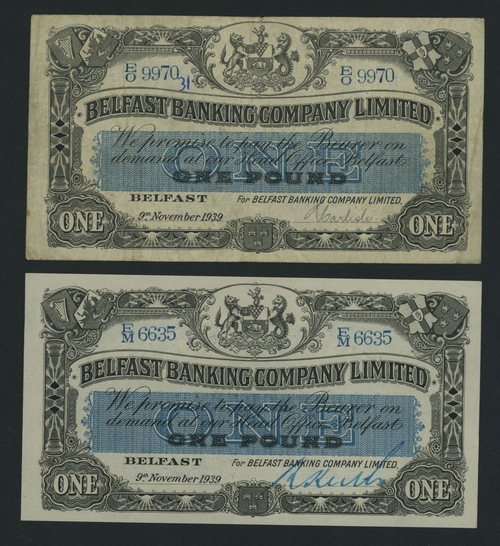 E/O 9970 E/O 9970
31
BELFAST BANKING COMPANY LIMITED
ONE
We promise to pay the Bearer on
demand at our Head Office Belfast
ONE POUND
BELFAST For BELFAST BANKING COMPANY LIMITED.
9th November 1939
ONE ONE
E/M 6635 E/M 6635
BELFAST BANKING COMPANY LIMITED
ONE
We promise to pay the Bearer on
demand at our Head Office Belfast
ONE POUND
BELFAST For BELFAST BANKING COMPANY LIMITED.
9th November 1939
ONE ONE